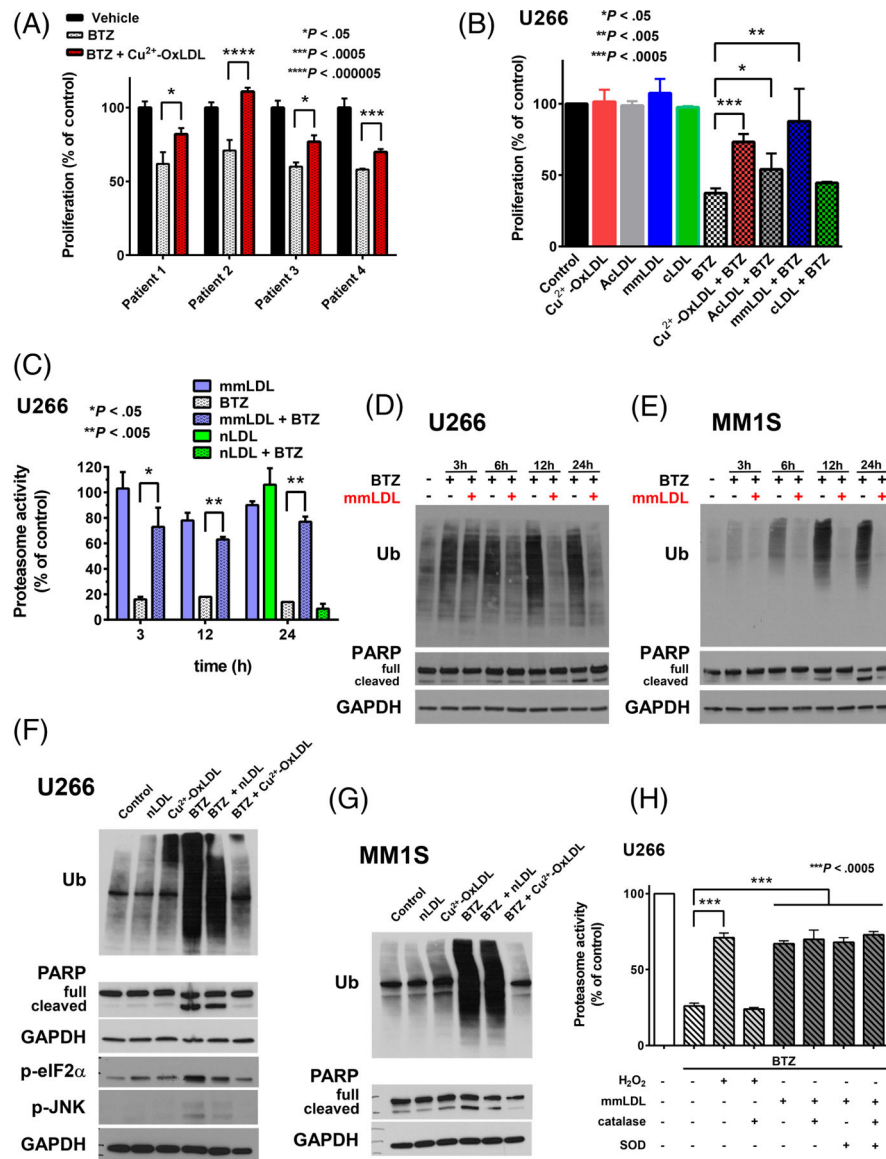 (A)
Vehicle
BTZ
BTZ + Cu²⁺-OxLDL
*P < .05
***P < .0005
****P < .000005
Proliferation (% of control)
100
50
0
*
****
*
***
Patient 1
Patient 2
Patient 3
Patient 4
(B)
U266
*P < .05
**P < .005
***P < .0005
Proliferation (% of control)
150
100
50
0
**
*
***
Control
Cu²⁺-OxLDL
AcLDL
mmLDL
cLDL
BTZ
Cu²⁺-OxLDL + BTZ
AcLDL + BTZ
mmLDL + BTZ
cLDL + BTZ
(C)
U266
mmLDL
BTZ
mmLDL + BTZ
nLDL
nLDL + BTZ
*P < .05
**P < .005
Proteasome activity
(% of control)
120
100
80
60
40
20
0
*
**
**
3 12 24
time (h)
(D)
U266
3h 6h 12h 24h
BTZ - + + + + + + + +
mmLDL - - + - + - + - +
Ub
PARP
full
cleaved
GAPDH
(E)
MM1S
3h 6h 12h 24h
BTZ - + + + + + + + +
mmLDL - - + - + - + - +
Ub
PARP
full
cleaved
GAPDH
(F)
U266
Control
nLDL
Cu²⁺-OxLDL
BTZ
BTZ + nLDL
BTZ + Cu²⁺-OxLDL
Ub
PARP
full
cleaved
GAPDH
p-eIF2α
p-JNK
GAPDH
(G)
MM1S
Control
nLDL
Cu²⁺-OxLDL
BTZ
BTZ + nLDL
BTZ + Cu²⁺-OxLDL
Ub
PARP
full
cleaved
GAPDH
(H)
U266
***P < .0005
Proteasome activity
(% of control)
100
50
0
***
***
BTZ
H₂O₂ - - + + - - - -
mmLDL - - - - + + + +
catalase - - - + - + - +
SOD - - - - - - + +